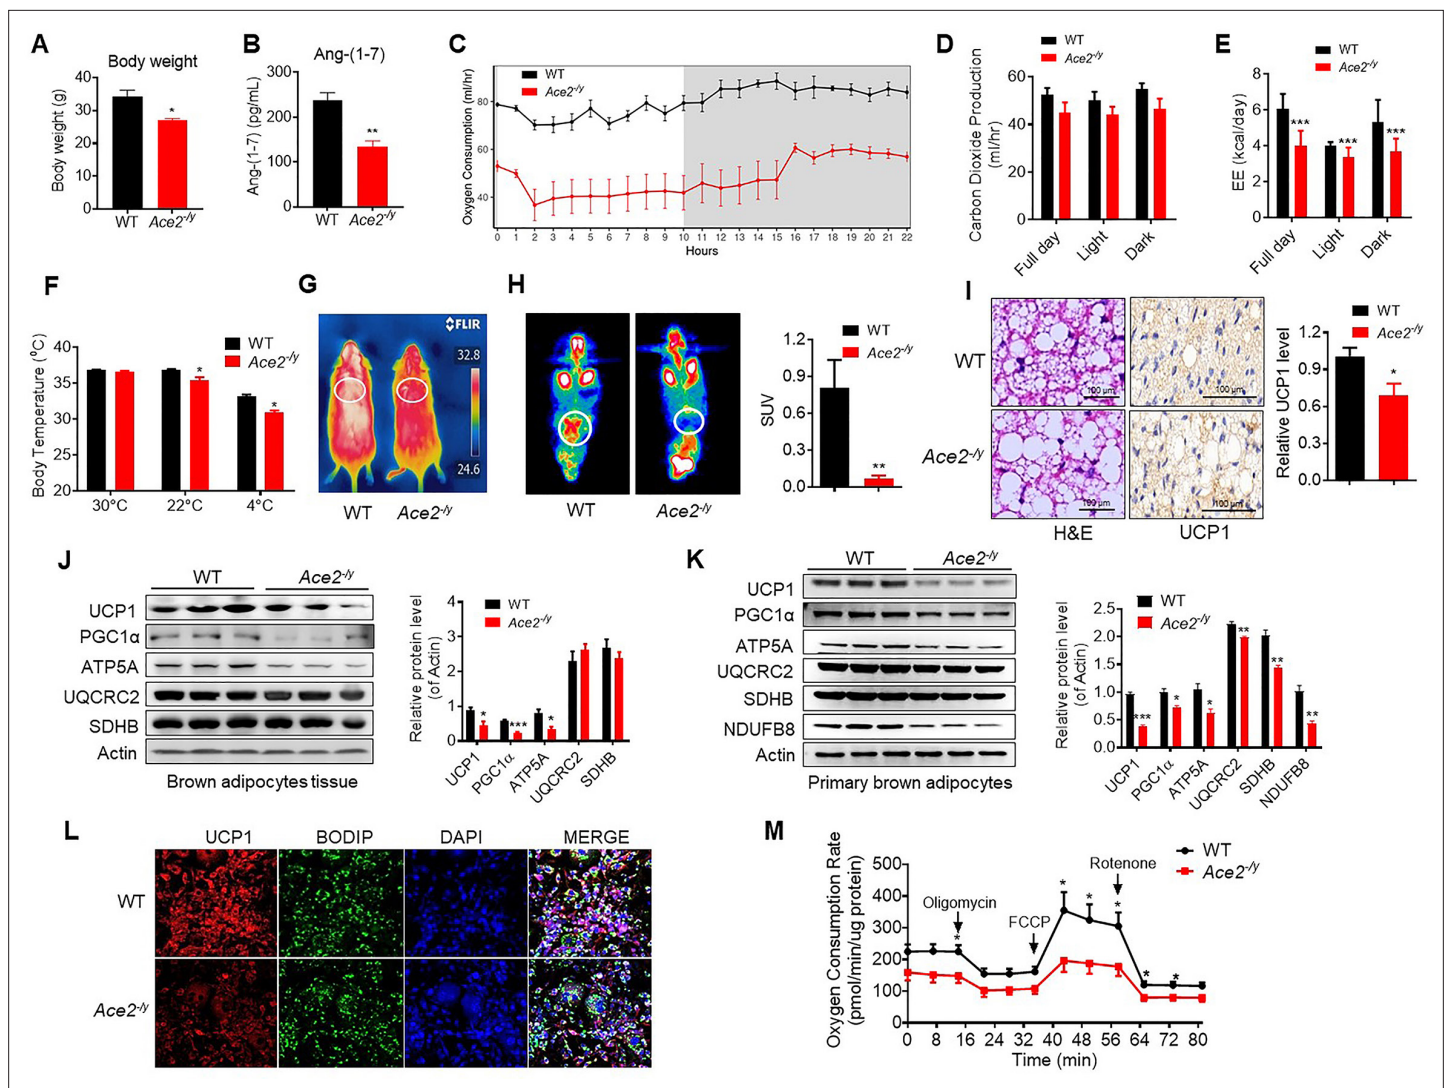 A
Body weight
Body weight (g)
40
30
20
10
0
*
WT
Ace2-/y
B
Ang-(1-7)
Ang-(1-7) (pg/mL)
300
200
100
0
**
WT
Ace2-/y
C
Oxygen Consumption (ml/hr)
80
60
40
WT
Ace2-/y
0 1 2 3 4 5 6 7 8 9 10 11 12 13 14 15 16 17 18 19 20 21 22
Hours
D
WT
Ace2-/y
Carbon Dioxide Production
(ml/hr)
60
40
20
0
Full day
Light
Dark
E
WT
Ace2-/y
EE (kcal/day)
8
6
4
2
0
***
***
***
Full day
Light
Dark
F
WT
Ace2-/y
Body Temperature (⁰C)
40
35
30
25
20
*
*
30°C
22°C
4°C
G
FLIR
32.8
24.6
WT
Ace2-/y
H
WT
Ace2-/y
WT
Ace2-/y
SUV
1.2
0.9
0.6
0.3
0.0
**
I
WT
Ace2-/y
100 µm
100 µm
100 µm
100 µm
H&E
UCP1
WT
Ace2-/y
Relative UCP1 level
1.2
0.9
0.6
0.3
0.0
*
J
WT
Ace2-/y
UCP1
PGC1α
ATP5A
UQCRC2
SDHB
Actin
Brown adipocytes tissue
WT
Ace2-/y
Relative protein level
(of Actin)
4
3
2
1
0
*
***
*
UCP1
PGC1α
ATP5A
UQCRC2
SDHB
K
WT
Ace2-/y
UCP1
PGC1α
ATP5A
UQCRC2
SDHB
NDUFB8
Actin
Primary brown adipocytes
WT
Ace2-/y
Relative protein level
(of Actin)
2.5
2.0
1.5
1.0
0.5
0.0
***
*
*
**
**
**
UCP1
PGC1α
ATP5A
UQCRC2
SDHB
NDUFB8
L
UCP1
BODIP
DAPI
MERGE
WT
Ace2-/y
M
Oxygen Consumption Rate
(pmol/min/ug protein)
500
400
300
200
100
0
WT
Ace2-/y
Oligomycin
FCCP
Rotenone
*
*
*
*
*
*
0 8 16 24 32 40 48 56 64 72 80
Time (min)